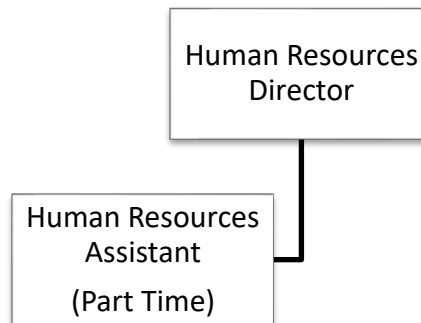 Human Resources
Director
Human Resources
Assistant
(Part Time)